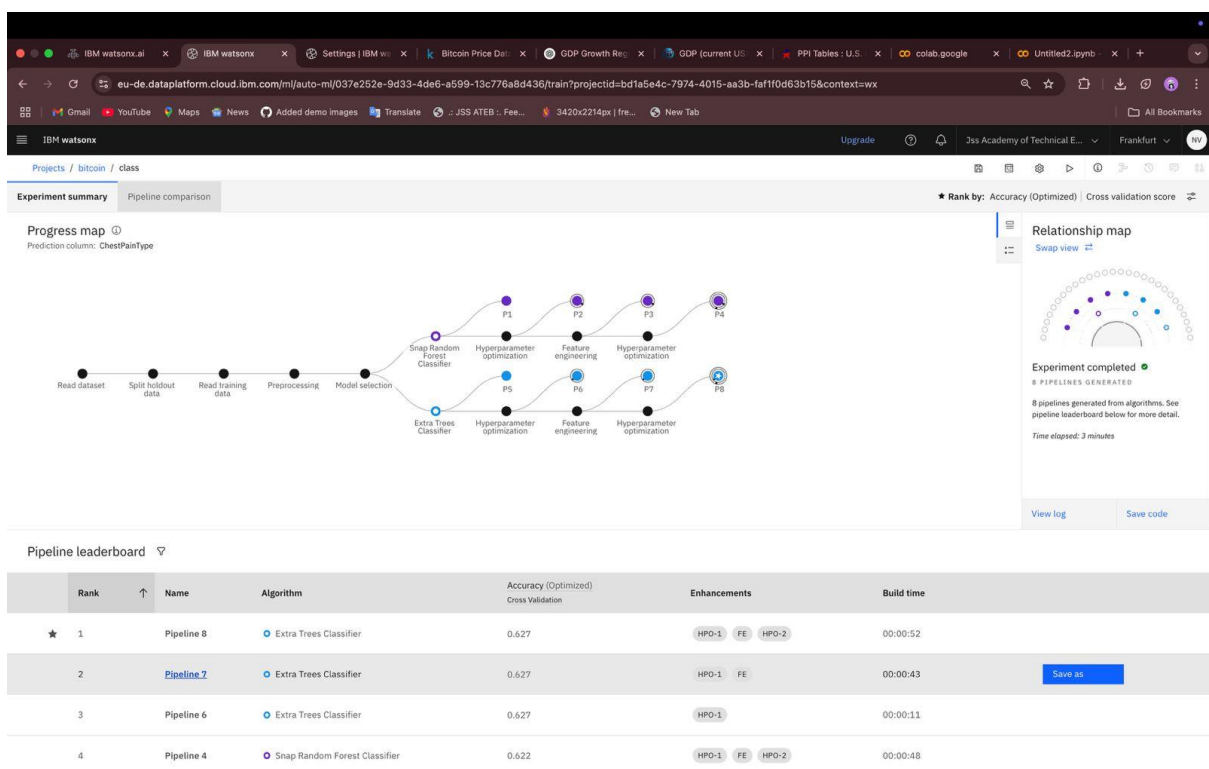 IBM watsonx.ai
IBM watsonx
Settings | IBM wa
Bitcoin Price Dat
GDP Growth Reg
GDP (current US
PPI Tables : U.S.
colab.google
Untitled2.ipynb -
eu-de.dataplatform.cloud.ibm.com/ml/auto-ml/037e252e-9d33-4de6-a599-13c776a8d436/train?projectid=bd1a5e4c-7974-4015-aa3b-faf1f0d63b15&context=wx
Gmail YouTube Maps News Added demo images Translate .: JSS ATEB :. Fee... 3420x2214px | fre... New Tab All Bookmarks
IBM watsonx Upgrade Jss Academy of Technical E... Frankfurt NV
Projects / bitcoin / class
Experiment summary Pipeline comparison Rank by: Accuracy (Optimized) | Cross validation score
Progress map
Prediction column: ChestPainType
P1 P2 P3 P4
Snap Random Forest Classifier
Hyperparameter optimization
Feature engineering
Hyperparameter optimization
Read dataset
Split holdout data
Read training data
Preprocessing
Model selection
P5 P6 P7 P8
Extra Trees Classifier
Hyperparameter optimization
Feature engineering
Hyperparameter optimization
Relationship map
Swap view
Experiment completed
8 PIPELINES GENERATED
8 pipelines generated from algorithms. See
pipeline leaderboard below for more detail.
Time elapsed: 3 minutes
View log Save code
Pipeline leaderboard
Rank Name Algorithm Accuracy (Optimized) Enhancements Build time
Cross Validation
1 Pipeline 8 Extra Trees Classifier 0.627 HPO-1 FE HPO-2 00:00:52
2 Pipeline 7 Extra Trees Classifier 0.627 HPO-1 FE 00:00:43 Save as
3 Pipeline 6 Extra Trees Classifier 0.627 HPO-1 00:00:11
4 Pipeline 4 Snap Random Forest Classifier 0.622 HPO-1 FE HPO-2 00:00:48